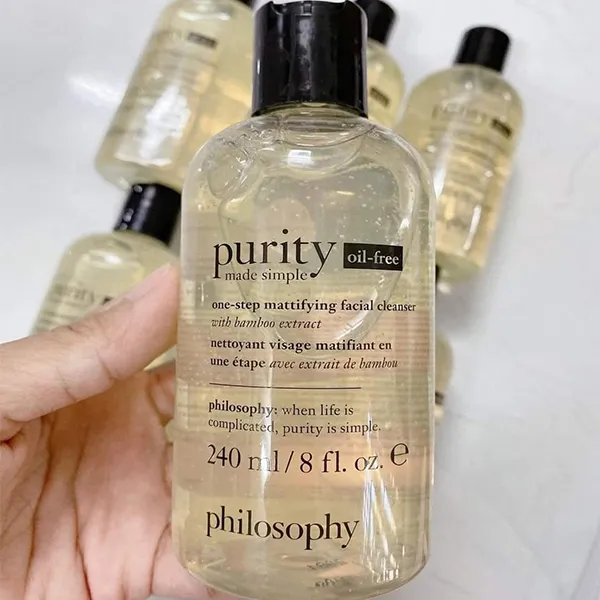 purity oil-free
made simple
one-step mattifying facial cleanser
with bamboo extract
nettoyant visage matifiant en
une étape avec extrait de bambou
philosophy: when life is
complicated, purity is simple.
240 ml/8 fl. oz. e
philosophy